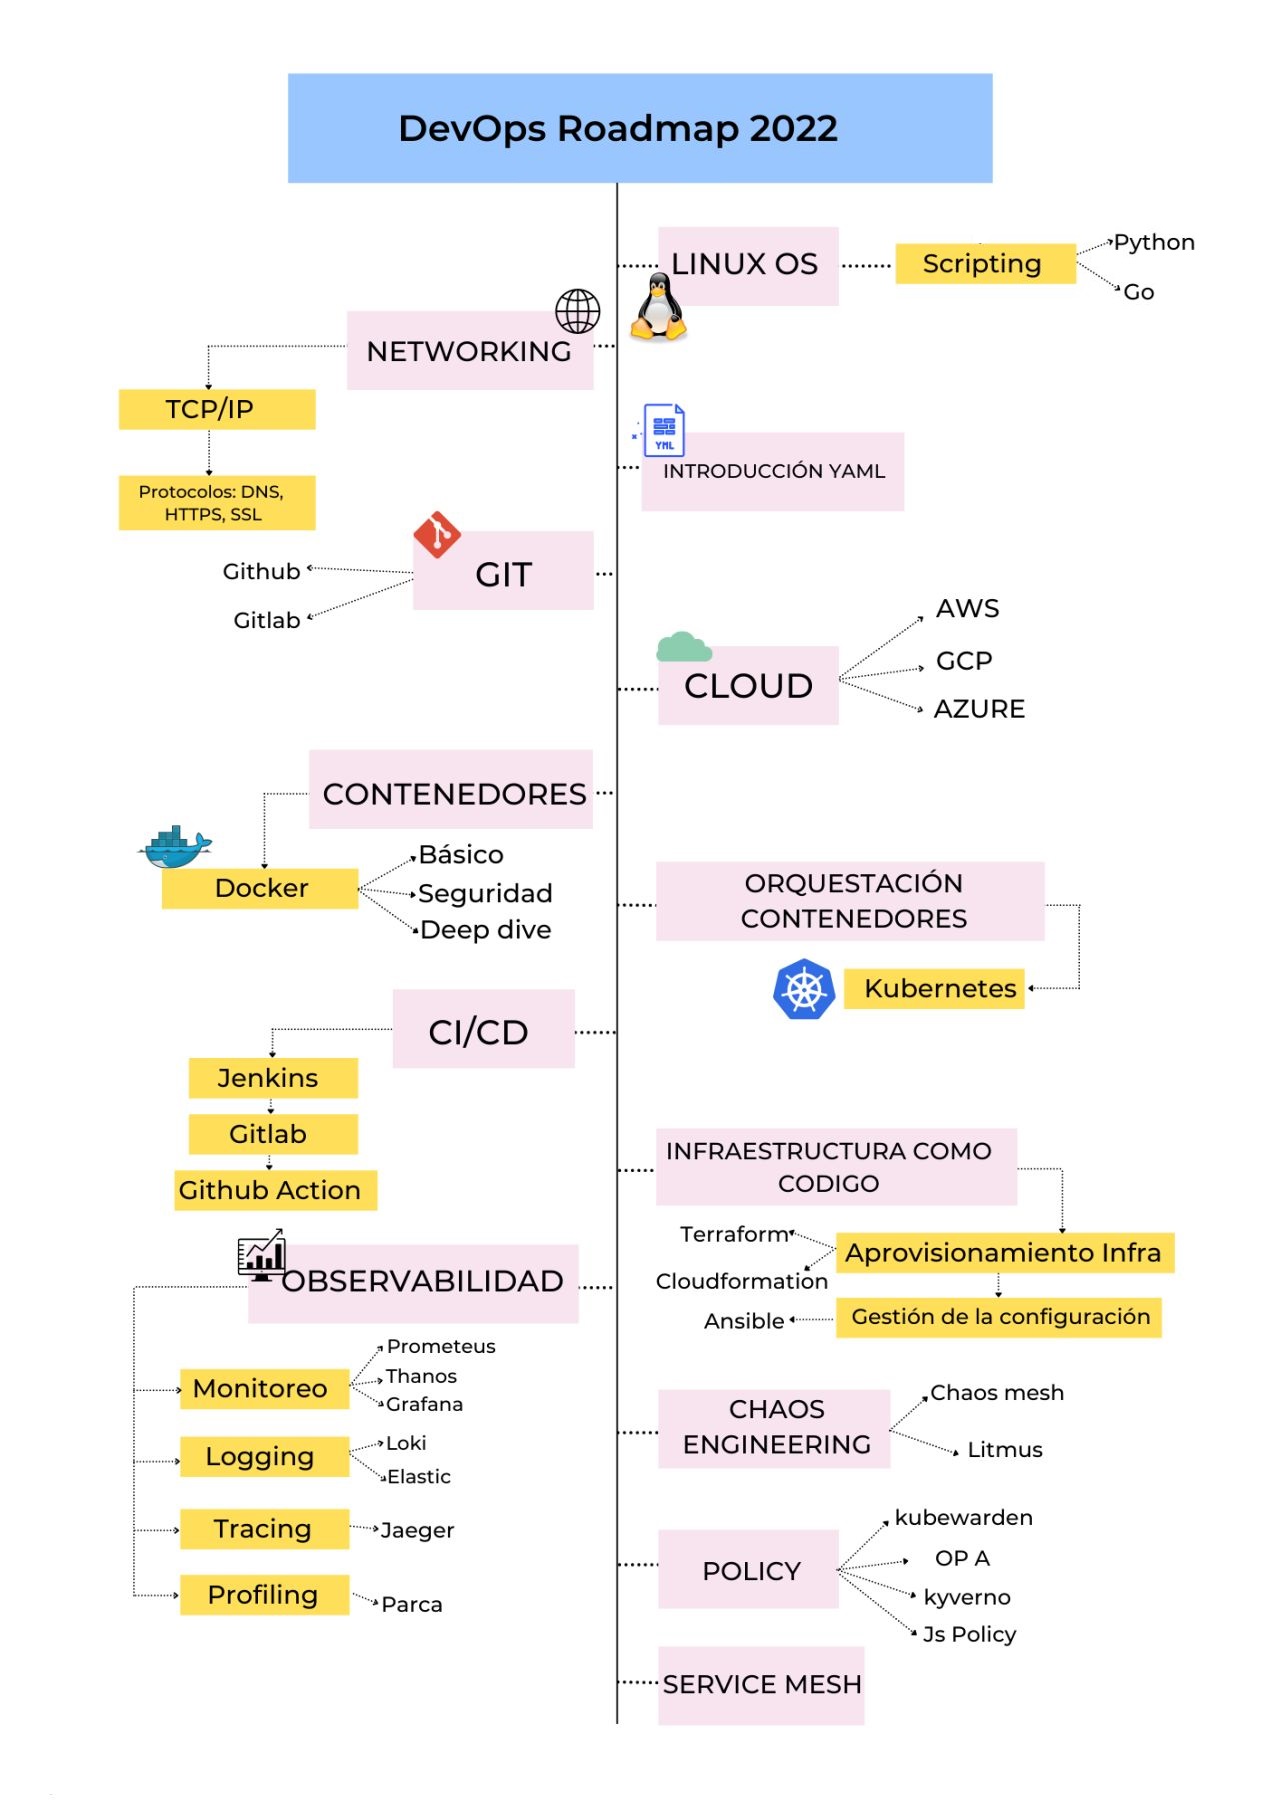 DevOps Roadmap 2022
LINUX OS
Scripting
Python
Go
NETWORKING
TCP/IP
Protocolos: DNS,
HTTPS, SSL
YML
INTRODUCCIÓN YAML
GIT
Github
Gitlab
CLOUD
AWS
GCP
AZURE
CONTENEDORES
Docker
Básico
Seguridad
Deep dive
ORQUESTACIÓN
CONTENEDORES
Kubernetes
CI/CD
Jenkins
Gitlab
Github Action
INFRAESTRUCTURA COMO
CODIGO
Aprovisionamiento Infra
Terraform
Cloudformation
Gestión de la configuración
Ansible
OBSERVABILIDAD
Monitoreo
Prometeus
Thanos
Grafana
Logging
Loki
Elastic
Tracing
Jaeger
Profiling
Parca
CHAOS
ENGINEERING
Chaos mesh
Litmus
POLICY
kubewarden
OP A
kyverno
Js Policy
SERVICE MESH